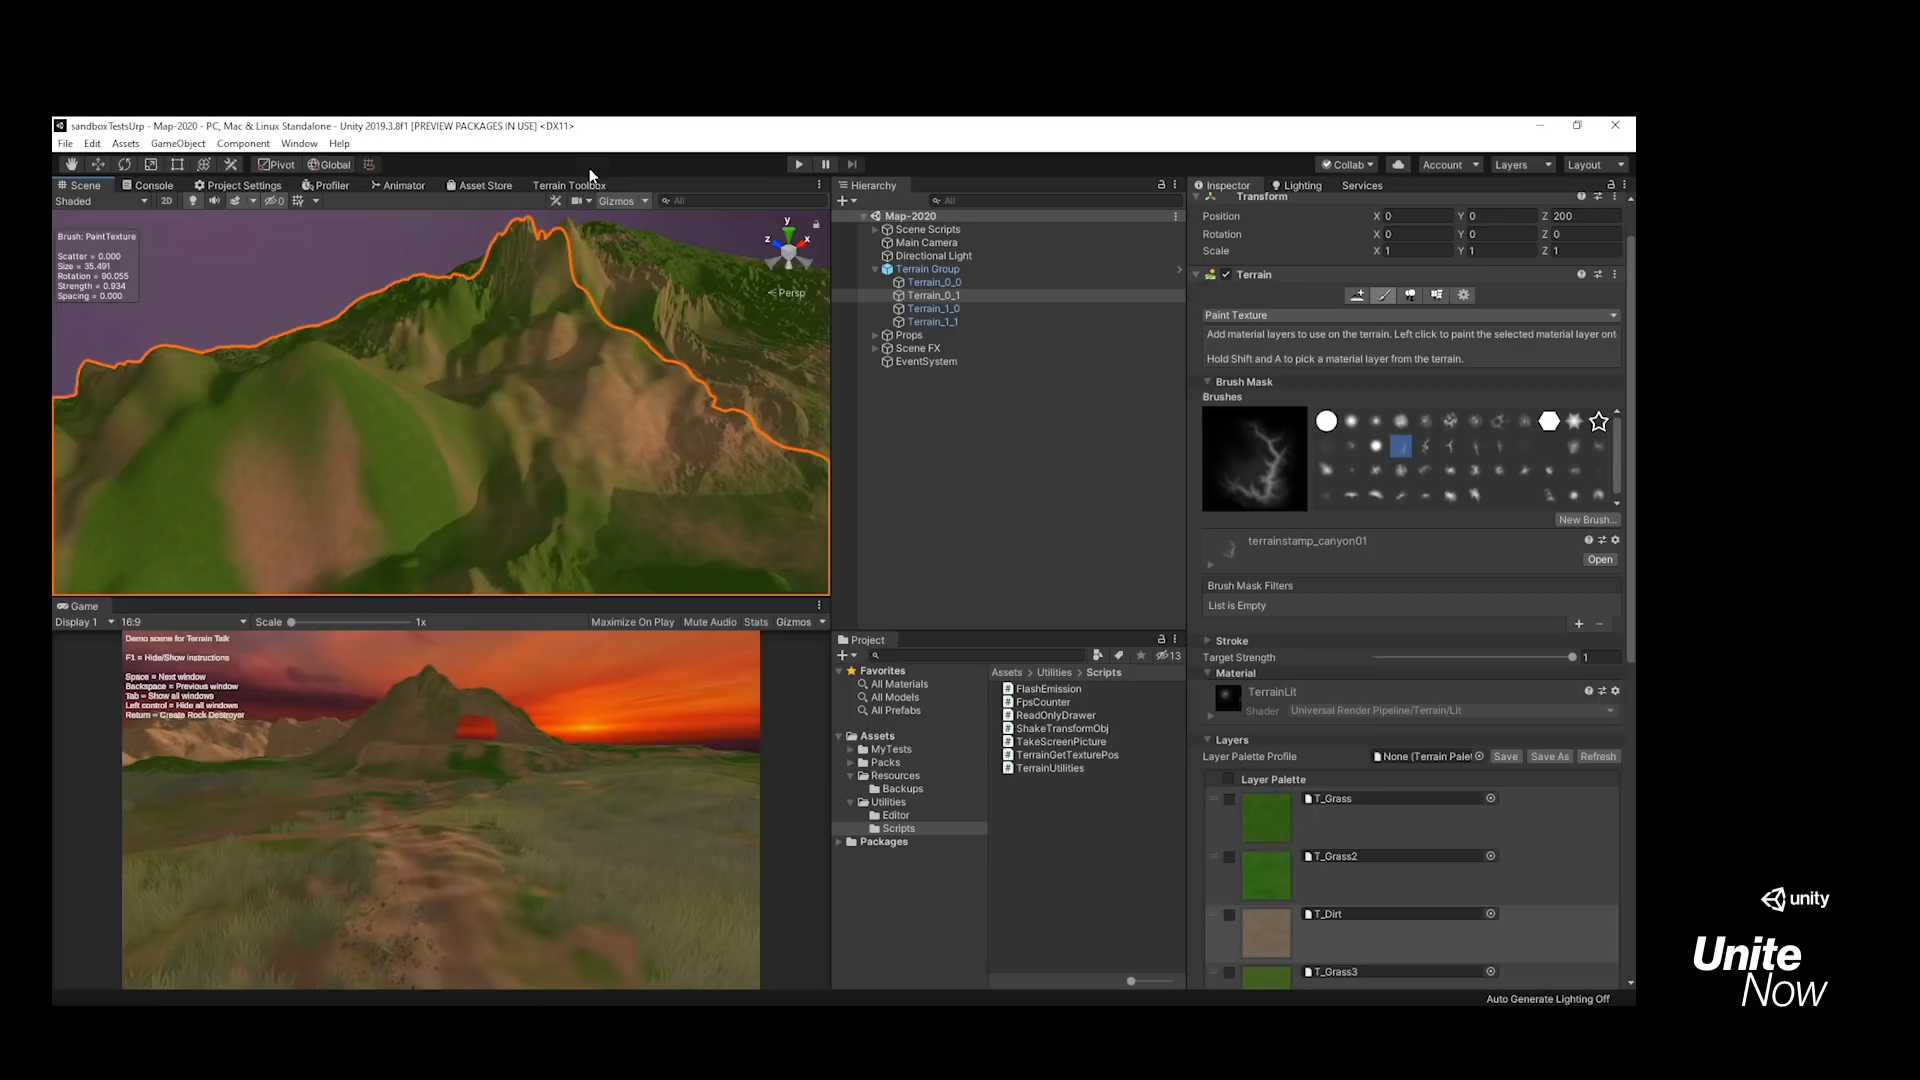 sandboxTestsUrp - Map-2020 - PC, Mac & Linux Standalone - Unity 2019.3.8f1 [PREVIEW PACKAGES IN USE] <DX11>
File Edit Assets GameObject Component Window Help
Pivot Global
Collab Account Layers Layout
Scene Console Project Settings Profiler Animator Asset Store Terrain Toolbox
Shaded 2D 0 Gizmos All
Brush: PaintTexture
Scatter = 0.000
Size = 35.491
Rotation = 90.055
Strength = 0.934
Spacing = 0.000
y
z x
Persp
Game
Display 1 16:9 Scale 1x Maximize On Play Mute Audio Stats Gizmos
Demo scene for Terrain Talk
F1 = Hide/Show instructions
Space = Next window
Backspace = Previous window
Tab = Show all windows
Left control = Hide all windows
Return = Create Rock Destroyer
Hierarchy
All
Map-2020
Scene Scripts
Main Camera
Directional Light
Terrain Group
Terrain_0_0
Terrain_0_1
Terrain_1_0
Terrain_1_1
Props
Scene FX
EventSystem
Project
13
Favorites
All Materials
All Models
All Prefabs
Assets
MyTests
Packs
Resources
Backups
Utilities
Editor
Scripts
Packages
Assets > Utilities > Scripts
FlashEmission
FpsCounter
ReadOnlyDrawer
ShakeTransformObj
TakeScreenPicture
TerrainGetTexturePos
TerrainUtilities
Inspector Lighting Services
Transform
Position X 0 Y 0 Z 200
Rotation X 0 Y 0 Z 0
Scale X 1 Y 1 Z 1
Terrain
Paint Texture
Add material layers to use on the terrain. Left click to paint the selected material layer ont
Hold Shift and A to pick a material layer from the terrain.
Brush Mask
Brushes
New Brush...
terrainstamp_canyon01
Open
Brush Mask Filters
List is Empty
Stroke
Target Strength 1
Material
TerrainLit
Shader Universal Render Pipeline/Terrain/Lit
Layers
Layer Palette Profile None (Terrain Palet Save Save As Refresh
Layer Palette
T_Grass
T_Grass2
T_Dirt
T_Grass3
Auto Generate Lighting Off
unity
Unite
Now